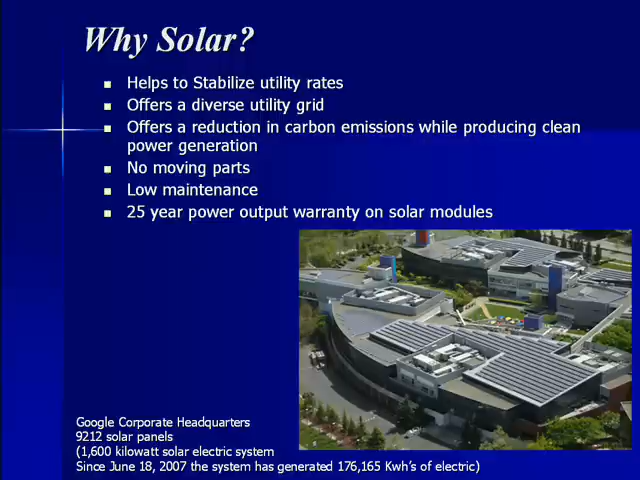 Why Solar?
Helps to Stabilize utility rates
Offers a diverse utility grid
Offers a reduction in carbon emissions while producing clean
power generation
No moving parts
Low maintenance
25 year power output warranty on solar modules
Google Corporate Headquarters
9212 solar panels
(1,600 kilowatt solar electric system
Since June 18, 2007 the system has generated 176,165 Kwh's of electric)